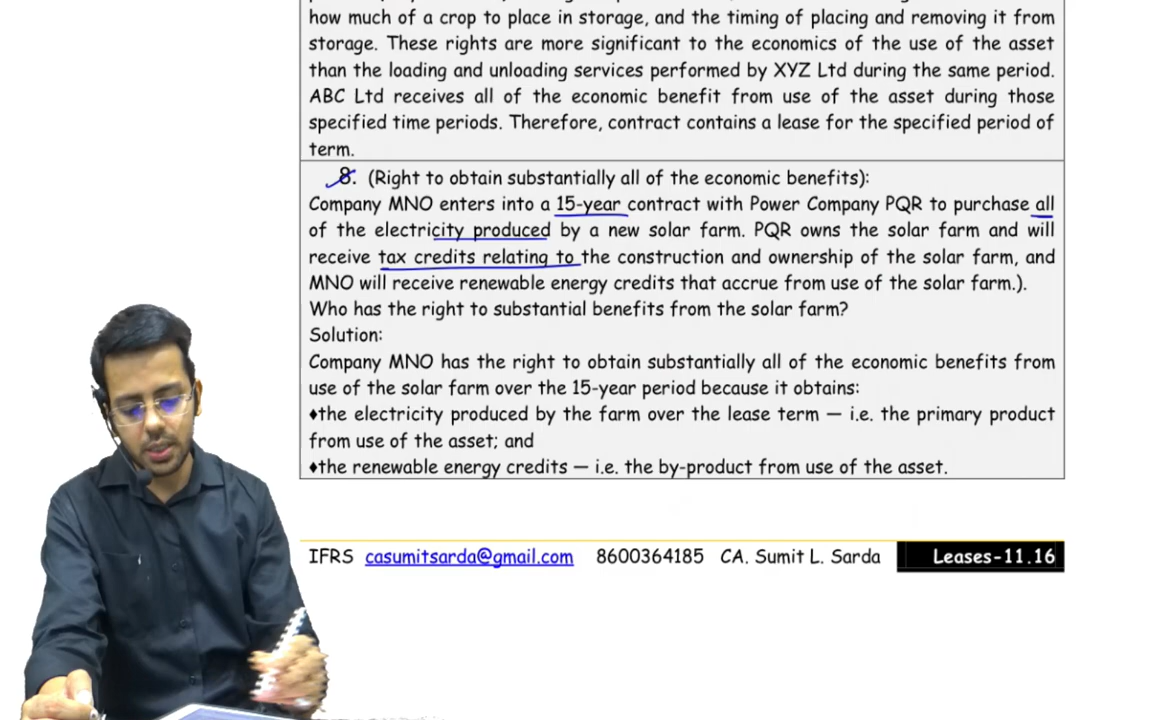 how much of a crop to place in storage, and the timing of placing and removing it from
storage. These rights are more significant to the economics of the use of the asset
than the loading and unloading services performed by XYZ Ltd during the same period.
ABC Ltd receives all of the economic benefit from use of the asset during those
specified time periods. Therefore, contract contains a lease for the specified period of
term.
8. (Right to obtain substantially all of the economic benefits):
Company MNO enters into a 15-year contract with Power Company PQR to purchase all
of the electricity produced by a new solar farm. PQR owns the solar farm and will
receive tax credits relating to the construction and ownership of the solar farm, and
MNO will receive renewable energy credits that accrue from use of the solar farm.).
Who has the right to substantial benefits from the solar farm?
Solution:
Company MNO has the right to obtain substantially all of the economic benefits from
use of the solar farm over the 15-year period because it obtains:
♦the electricity produced by the farm over the lease term — i.e. the primary product
from use of the asset; and
♦the renewable energy credits — i.e. the by-product from use of the asset.
IFRS casumitsarda@gmail.com 8600364185 CA. Sumit L. Sarda Leases-11.16